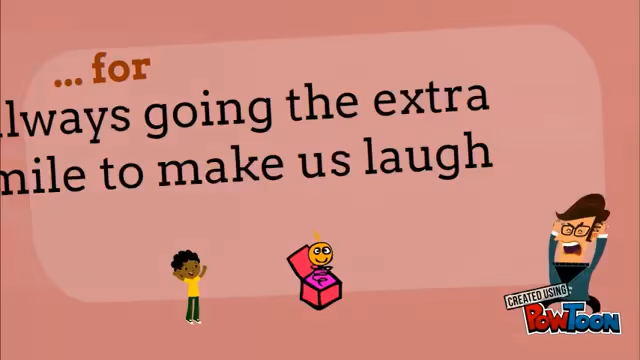 ... for
lways going the extra
mile to make us laugh
CREATED USING
PowToon